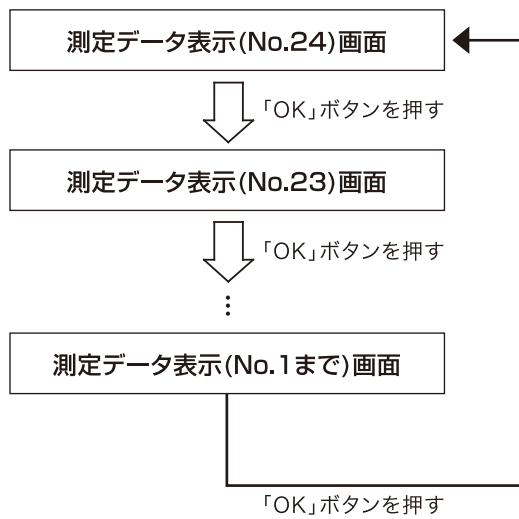 測定データ表示(No.24)画面
「OK」ボタンを押す
測定データ表示(No.23)画面
「OK」ボタンを押す
⋮
測定データ表示(No.1まで)画面
「OK」ボタンを押す